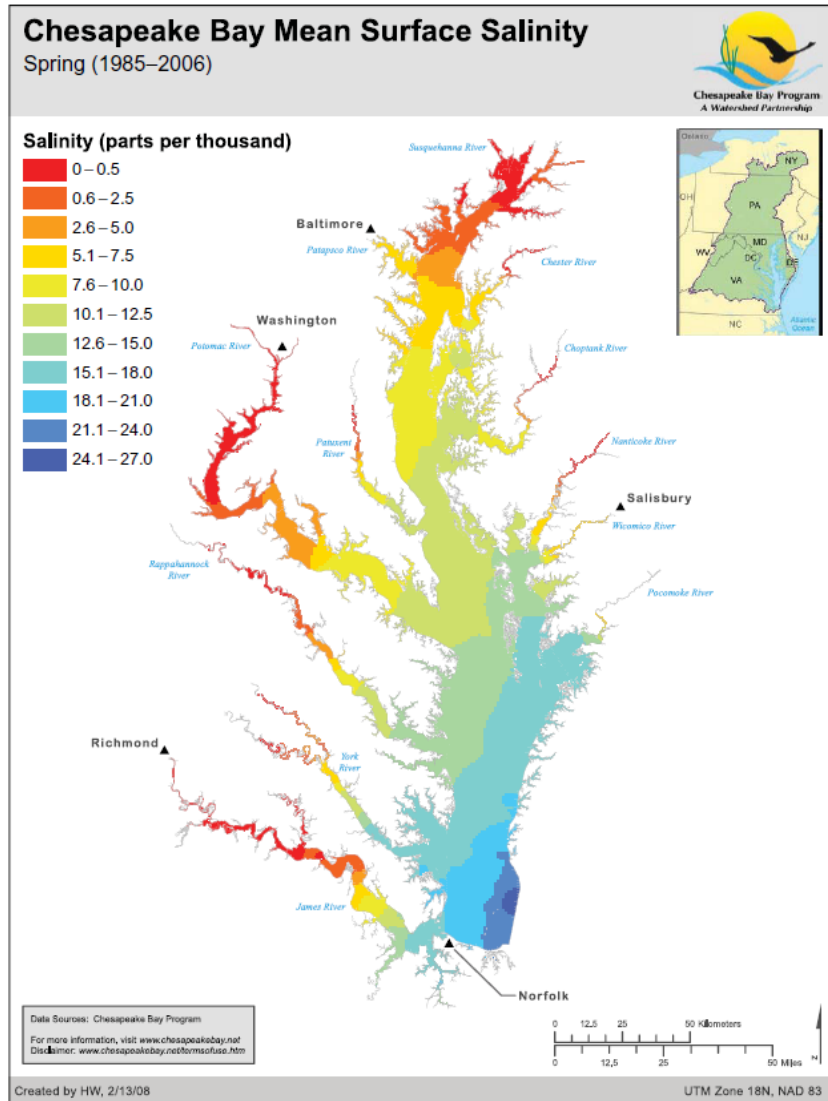 Chesapeake Bay Mean Surface Salinity
Spring (1985–2006)
Chesapeake Bay Program
A Watershed Partnership
Salinity (parts per thousand)
0 – 0.5
0.6 – 2.5
2.6 – 5.0
5.1 – 7.5
7.6 – 10.0
10.1 – 12.5
12.6 – 15.0
15.1 – 18.0
18.1 – 21.0
21.1 – 24.0
24.1 – 27.0
Susquehanna River
Baltimore
Patapsco River
Chester River
Washington
Potomac River
Choptank River
Patuxent
River
Nanticoke River
Salisbury
Wicomico River
Rappahannock
River
Pocomoke River
Richmond
York
River
James River
Norfolk
Ontario
NY
OH
PA
NJ
MD
WV
DC
DE
VA
NC
Atlantic
Ocean
Data Sources: Chesapeake Bay Program
For more information, visit www.chesapeakebay.net
Disclaimer: www.chesapeakebay.net/termsofuse.htm
0 12.5 25 50 Kilometers
0 12.5 25 50 Miles
N
Created by HW, 2/13/08
UTM Zone 18N, NAD 83